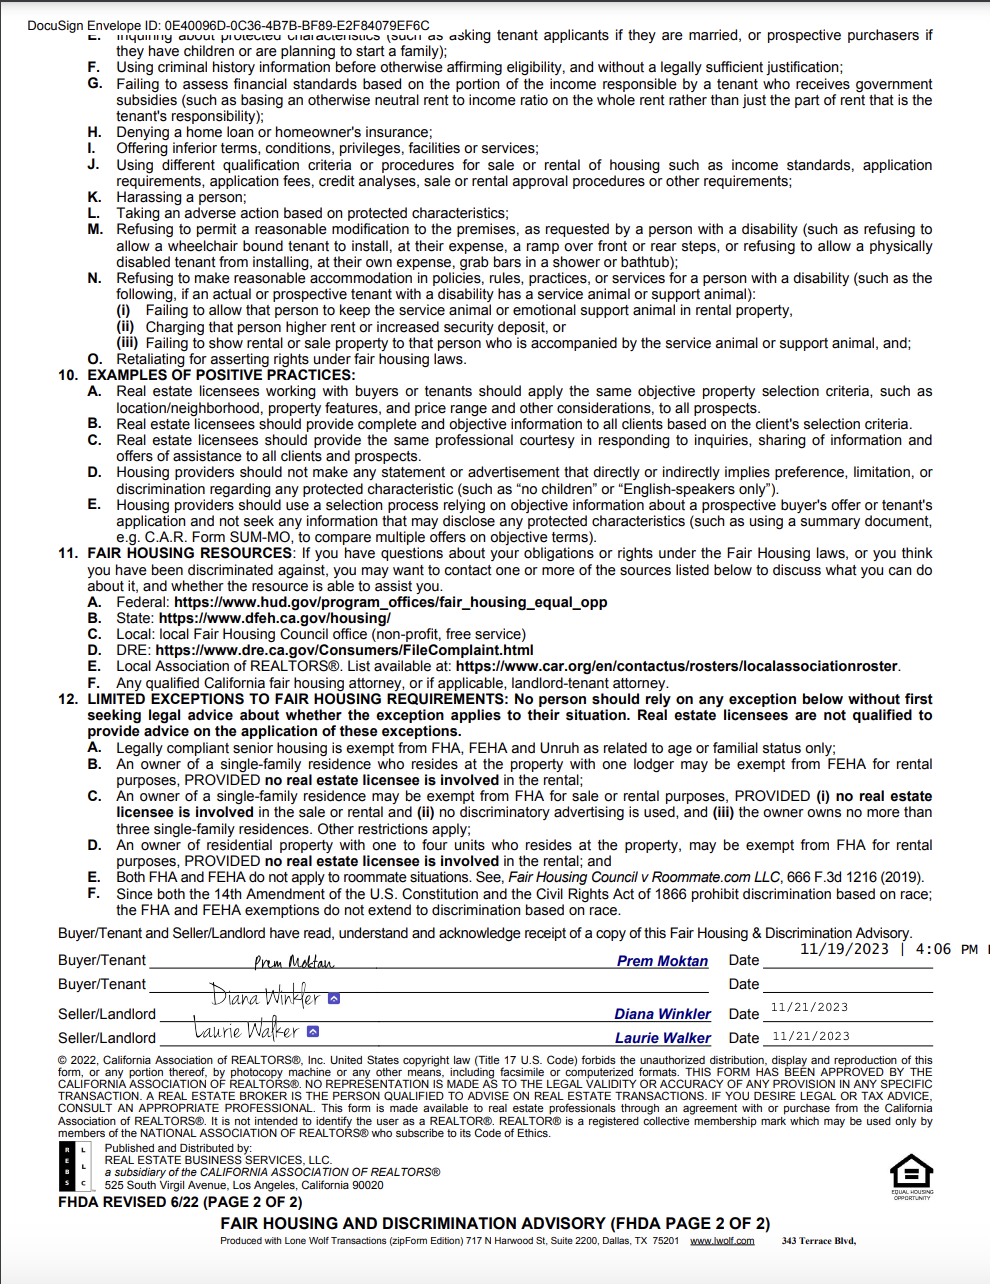 DocuSign Envelope ID: 0E40096D-0C36-4B7B-BF89-E2F84079EF6C
E. Inquiring about protected characteristics (such as asking tenant applicants if they are married, or prospective purchasers if
they have children or are planning to start a family);
F. Using criminal history information before otherwise affirming eligibility, and without a legally sufficient justification;
G. Failing to assess financial standards based on the portion of the income responsible by a tenant who receives government
subsidies (such as basing an otherwise neutral rent to income ratio on the whole rent rather than just the part of rent that is the
tenant's responsibility);
H. Denying a home loan or homeowner's insurance;
I. Offering inferior terms, conditions, privileges, facilities or services;
J. Using different qualification criteria or procedures for sale or rental of housing such as income standards, application
requirements, application fees, credit analyses, sale or rental approval procedures or other requirements;
K. Harassing a person;
L. Taking an adverse action based on protected characteristics;
M. Refusing to permit a reasonable modification to the premises, as requested by a person with a disability (such as refusing to
allow a wheelchair bound tenant to install, at their expense, a ramp over front or rear steps, or refusing to allow a physically
disabled tenant from installing, at their own expense, grab bars in a shower or bathtub);
N. Refusing to make reasonable accommodation in policies, rules, practices, or services for a person with a disability (such as the
following, if an actual or prospective tenant with a disability has a service animal or support animal):
(i) Failing to allow that person to keep the service animal or emotional support animal in rental property,
(ii) Charging that person higher rent or increased security deposit, or
(iii) Failing to show rental or sale property to that person who is accompanied by the service animal or support animal, and;
O. Retaliating for asserting rights under fair housing laws.
10. EXAMPLES OF POSITIVE PRACTICES:
A. Real estate licensees working with buyers or tenants should apply the same objective property selection criteria, such as
location/neighborhood, property features, and price range and other considerations, to all prospects.
B. Real estate licensees should provide complete and objective information to all clients based on the client's selection criteria.
C. Real estate licensees should provide the same professional courtesy in responding to inquiries, sharing of information and
offers of assistance to all clients and prospects.
D. Housing providers should not make any statement or advertisement that directly or indirectly implies preference, limitation, or
discrimination regarding any protected characteristic (such as “no children” or “English-speakers only”).
E. Housing providers should use a selection process relying on objective information about a prospective buyer's offer or tenant's
application and not seek any information that may disclose any protected characteristics (such as using a summary document,
e.g. C.A.R. Form SUM-MO, to compare multiple offers on objective terms).
11. FAIR HOUSING RESOURCES: If you have questions about your obligations or rights under the Fair Housing laws, or you think
you have been discriminated against, you may want to contact one or more of the sources listed below to discuss what you can do
about it, and whether the resource is able to assist you.
A. Federal: https://www.hud.gov/program_offices/fair_housing_equal_opp
B. State: https://www.dfeh.ca.gov/housing/
C. Local: local Fair Housing Council office (non-profit, free service)
D. DRE: https://www.dre.ca.gov/Consumers/FileComplaint.html
E. Local Association of REALTORS®. List available at: https://www.car.org/en/contactus/rosters/localassociationroster.
F. Any qualified California fair housing attorney, or if applicable, landlord-tenant attorney.
12. LIMITED EXCEPTIONS TO FAIR HOUSING REQUIREMENTS: No person should rely on any exception below without first
seeking legal advice about whether the exception applies to their situation. Real estate licensees are not qualified to
provide advice on the application of these exceptions.
A. Legally compliant senior housing is exempt from FHA, FEHA and Unruh as related to age or familial status only;
B. An owner of a single-family residence who resides at the property with one lodger may be exempt from FEHA for rental
purposes, PROVIDED no real estate licensee is involved in the rental;
C. An owner of a single-family residence may be exempt from FHA for sale or rental purposes, PROVIDED (i) no real estate
licensee is involved in the sale or rental and (ii) no discriminatory advertising is used, and (iii) the owner owns no more than
three single-family residences. Other restrictions apply;
D. An owner of residential property with one to four units who resides at the property, may be exempt from FHA for rental
purposes, PROVIDED no real estate licensee is involved in the rental; and
E. Both FHA and FEHA do not apply to roommate situations. See, Fair Housing Council v Roommate.com LLC, 666 F.3d 1216 (2019).
F. Since both the 14th Amendment of the U.S. Constitution and the Civil Rights Act of 1866 prohibit discrimination based on race;
the FHA and FEHA exemptions do not extend to discrimination based on race.
Buyer/Tenant and Seller/Landlord have read, understand and acknowledge receipt of a copy of this Fair Housing & Discrimination Advisory.
11/19/2023 | 4:06 PM
Buyer/Tenant Prem Moktan Prem Moktan Date
Buyer/Tenant Date
Seller/Landlord Diana Winkler Diana Winkler Date 11/21/2023
Seller/Landlord Laurie Walker Laurie Walker Date 11/21/2023
© 2022, California Association of REALTORS®, Inc. United States copyright law (Title 17 U.S. Code) forbids the unauthorized distribution, display and reproduction of this
form, or any portion thereof, by photocopy machine or any other means, including facsimile or computerized formats. THIS FORM HAS BEEN APPROVED BY THE
CALIFORNIA ASSOCIATION OF REALTORS®. NO REPRESENTATION IS MADE AS TO THE LEGAL VALIDITY OR ACCURACY OF ANY PROVISION IN ANY SPECIFIC
TRANSACTION. A REAL ESTATE BROKER IS THE PERSON QUALIFIED TO ADVISE ON REAL ESTATE TRANSACTIONS. IF YOU DESIRE LEGAL OR TAX ADVICE,
CONSULT AN APPROPRIATE PROFESSIONAL. This form is made available to real estate professionals through an agreement with or purchase from the California
Association of REALTORS®. It is not intended to identify the user as a REALTOR®. REALTOR® is a registered collective membership mark which may be used only by
members of the NATIONAL ASSOCIATION OF REALTORS® who subscribe to its Code of Ethics.
R E B S L L C
Published and Distributed by:
REAL ESTATE BUSINESS SERVICES, LLC.
a subsidiary of the CALIFORNIA ASSOCIATION OF REALTORS®
525 South Virgil Avenue, Los Angeles, California 90020
EQUAL HOUSING
OPPORTUNITY
FHDA REVISED 6/22 (PAGE 2 OF 2)
FAIR HOUSING AND DISCRIMINATION ADVISORY (FHDA PAGE 2 OF 2)
Produced with Lone Wolf Transactions (zipForm Edition) 717 N Harwood St, Suite 2200, Dallas, TX 75201 www.lwolf.com 343 Terrace Blvd,